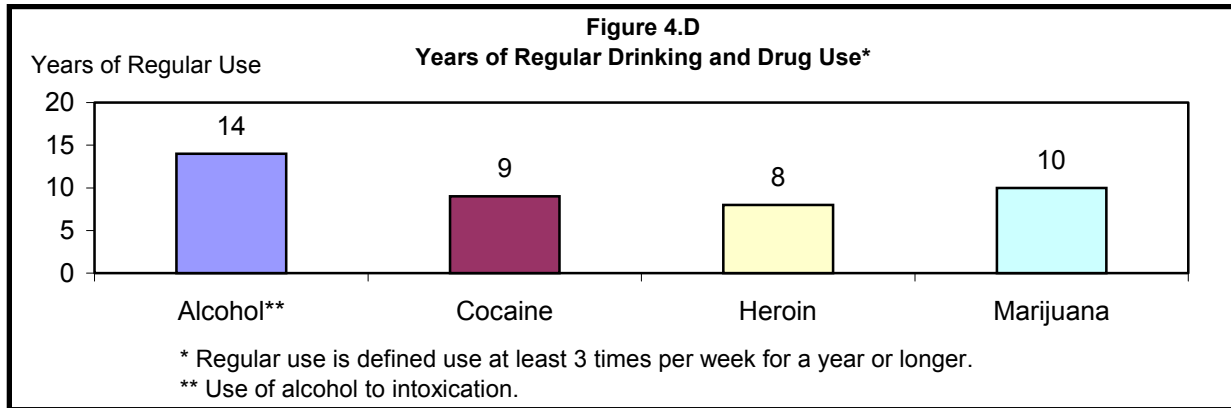 Figure 4.D
Years of Regular Drinking and Drug Use*
Years of Regular Use
20
15
10
5
0
14
9
8
10
Alcohol**
Cocaine
Heroin
Marijuana
* Regular use is defined use at least 3 times per week for a year or longer.
** Use of alcohol to intoxication.